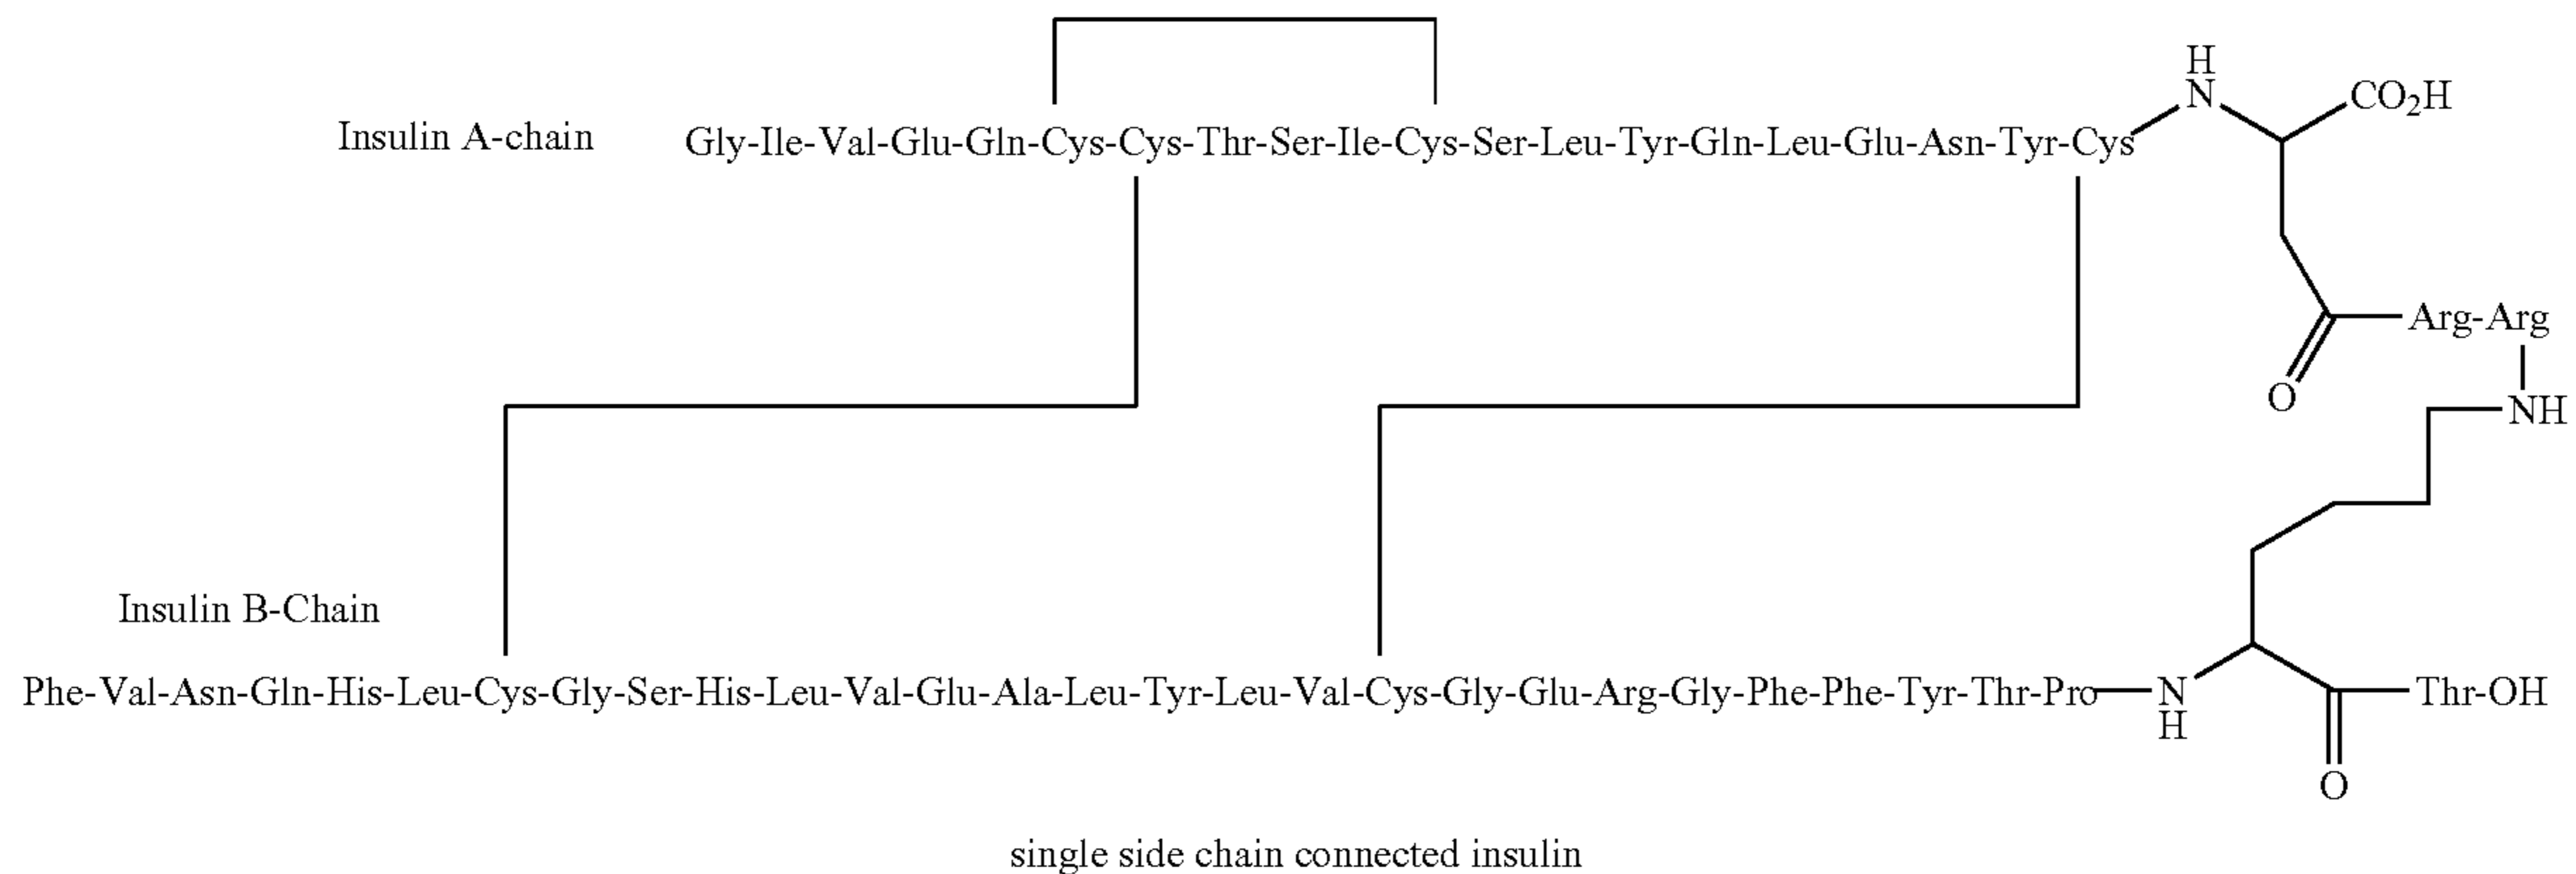 H
N
CO2H
Insulin A-chain
Gly-Ile-Val-Glu-Gln-Cys-Cys-Thr-Ser-Ile-Cys-Ser-Leu-Tyr-Gln-Leu-Glu-Asn-Tyr-Cys
Arg-Arg
O
NH
Insulin B-Chain
Phe-Val-Asn-Gln-His-Leu-Cys-Gly-Ser-His-Leu-Val-Glu-Ala-Leu-Tyr-Leu-Val-Cys-Gly-Glu-Arg-Gly-Phe-Phe-Tyr-Thr-Pro
N
H
Thr-OH
O
single side chain connected insulin